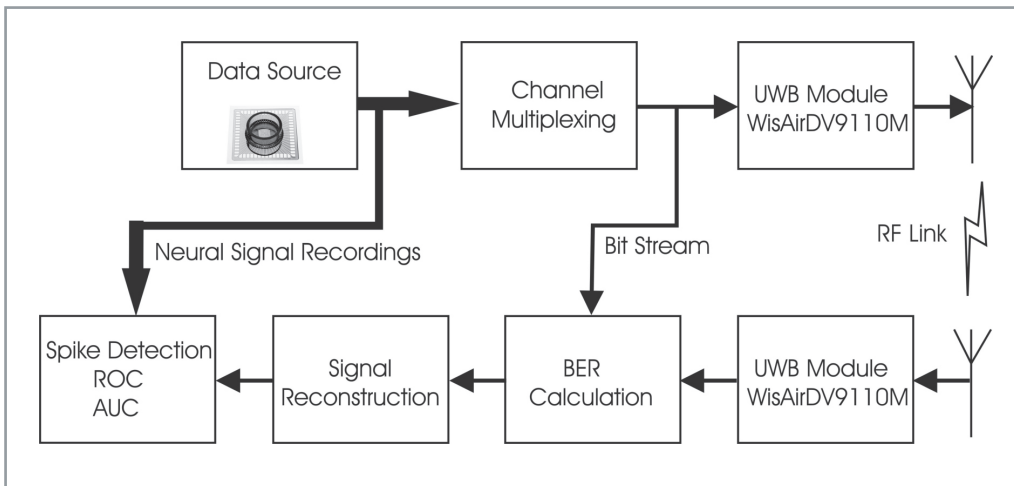 Data Source
Channel
Multiplexing
UWB Module
WisAirDV9110M
Neural Signal Recordings
Bit Stream
RF Link
Spike Detection
ROC
AUC
Signal
Reconstruction
BER
Calculation
UWB Module
WisAirDV9110M